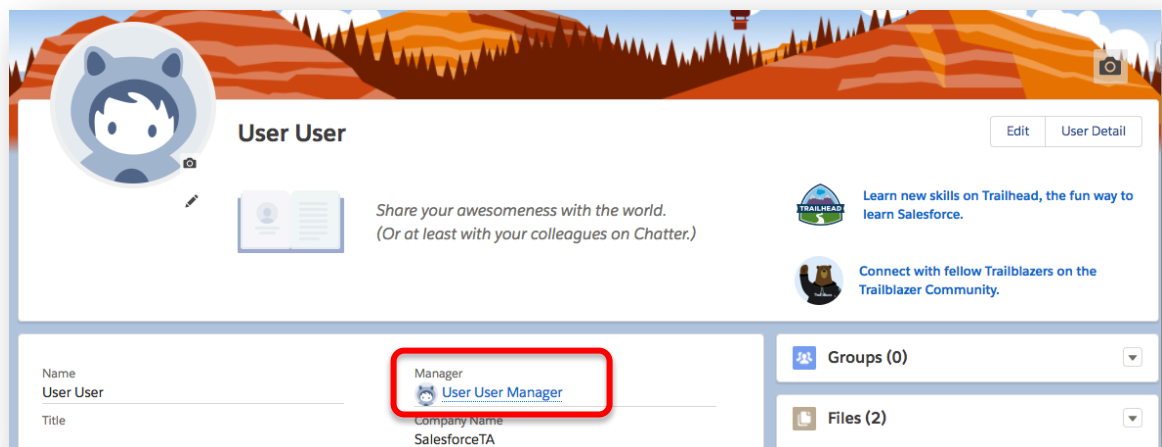 User User
Edit
User Detail
Share your awesomeness with the world.
(Or at least with your colleagues on Chatter.)
TRAILHEAD
Learn new skills on Trailhead, the fun way to
learn Salesforce.
Connect with fellow Trailblazers on the
Trailblazer Community.
Name
User User
Title
Manager
User User Manager
Company Name
SalesforceTA
Groups (0)
Files (2)